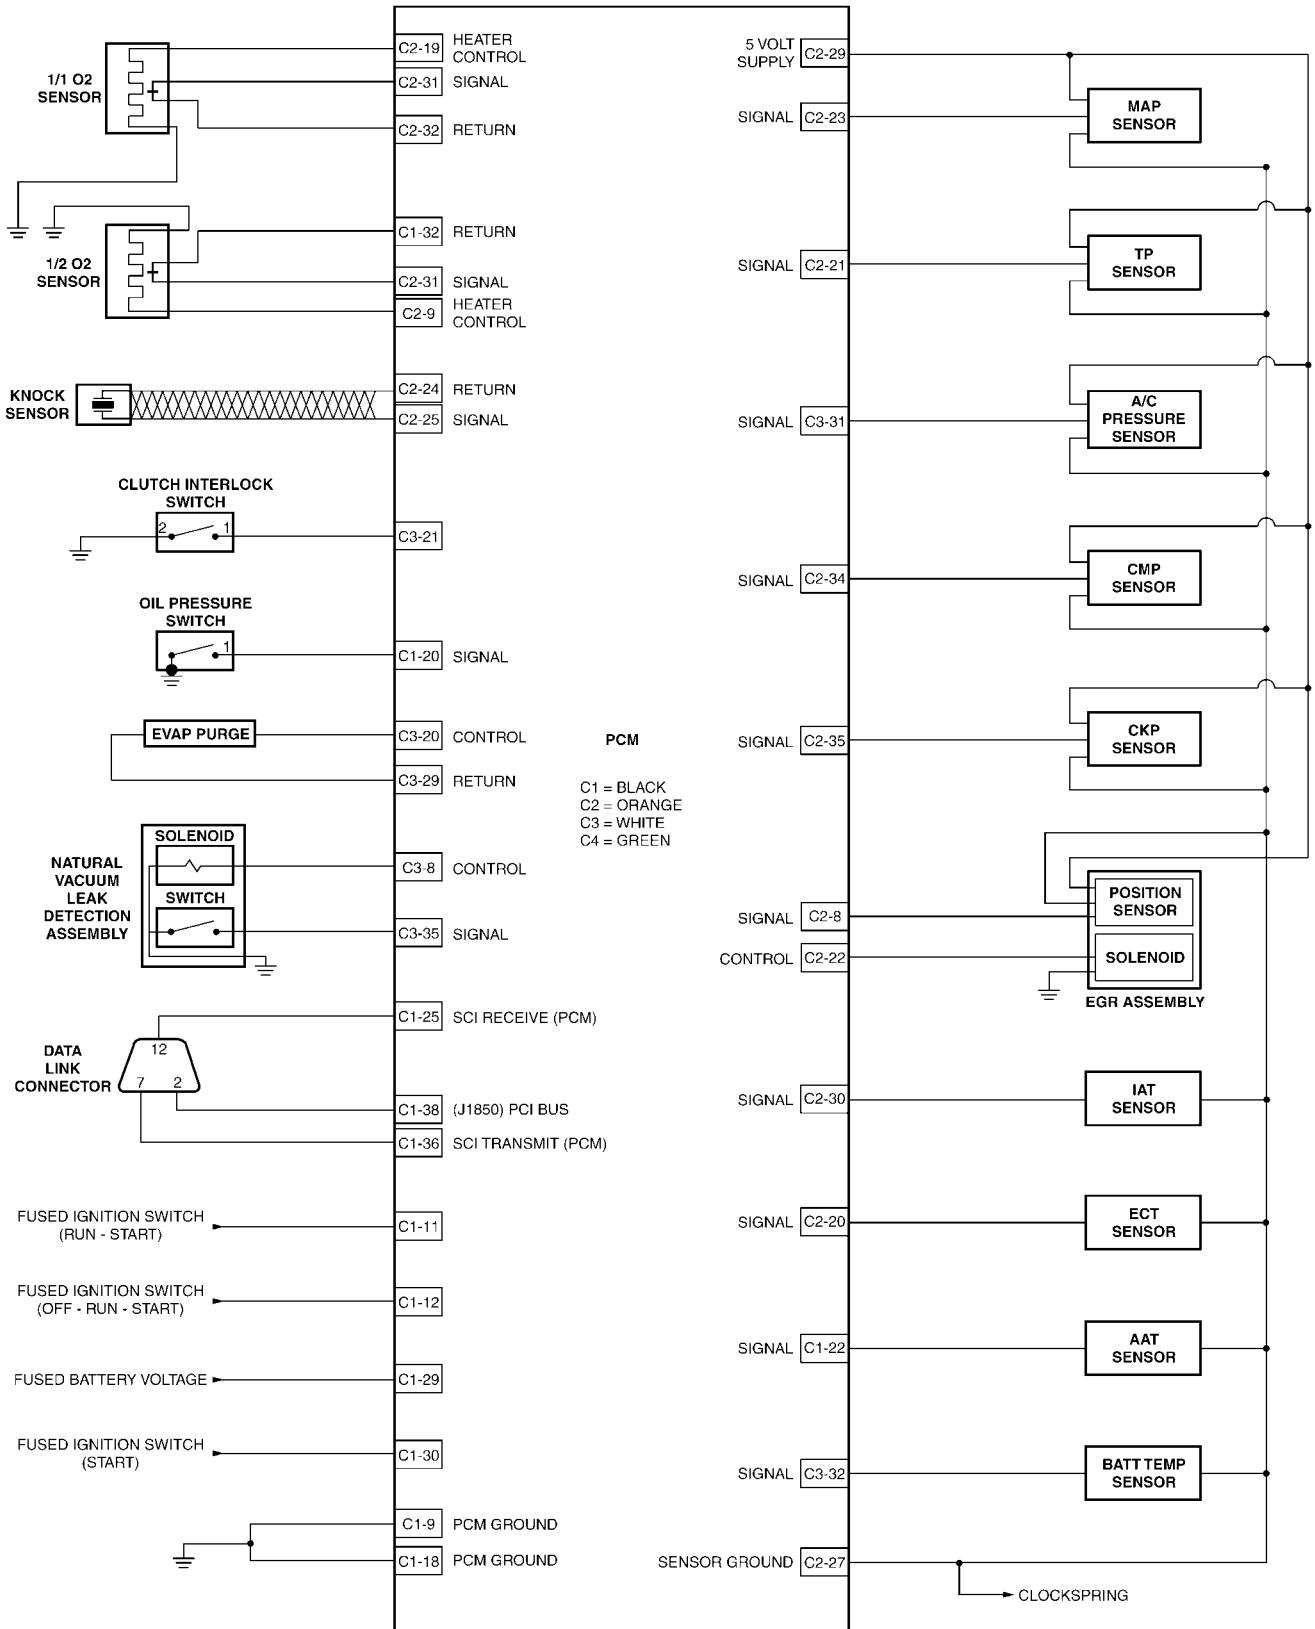 1/1 O2
SENSOR
C2-19 HEATER
CONTROL
C2-31 SIGNAL
C2-32 RETURN
1/2 O2
SENSOR
C1-32 RETURN
C2-31 SIGNAL
C2-9 HEATER
CONTROL
KNOCK
SENSOR
C2-24 RETURN
C2-25 SIGNAL
CLUTCH INTERLOCK
SWITCH
2 1
C3-21
OIL PRESSURE
SWITCH
1
C1-20 SIGNAL
EVAP PURGE
C3-20 CONTROL
C3-29 RETURN
NATURAL
VACUUM
LEAK
DETECTION
ASSEMBLY
SOLENOID
SWITCH
C3-8 CONTROL
C3-35 SIGNAL
DATA
LINK
CONNECTOR
12
7 2
C1-25 SCI RECEIVE (PCM)
C1-38 (J1850) PCI BUS
C1-36 SCI TRANSMIT (PCM)
FUSED IGNITION SWITCH
(RUN - START)
C1-11
FUSED IGNITION SWITCH
(OFF - RUN - START)
C1-12
FUSED BATTERY VOLTAGE
C1-29
FUSED IGNITION SWITCH
(START)
C1-30
C1-9 PCM GROUND
C1-18 PCM GROUND
PCM
C1 = BLACK
C2 = ORANGE
C3 = WHITE
C4 = GREEN
5 VOLT
SUPPLY C2-29
SIGNAL C2-23
MAP
SENSOR
SIGNAL C2-21
TP
SENSOR
SIGNAL C3-31
A/C
PRESSURE
SENSOR
SIGNAL C2-34
CMP
SENSOR
SIGNAL C2-35
CKP
SENSOR
SIGNAL C2-8
POSITION
SENSOR
CONTROL C2-22
SOLENOID
EGR ASSEMBLY
SIGNAL C2-30
IAT
SENSOR
SIGNAL C2-20
ECT
SENSOR
SIGNAL C1-22
AAT
SENSOR
SIGNAL C3-32
BATT TEMP
SENSOR
SENSOR GROUND C2-27
CLOCKSPRING